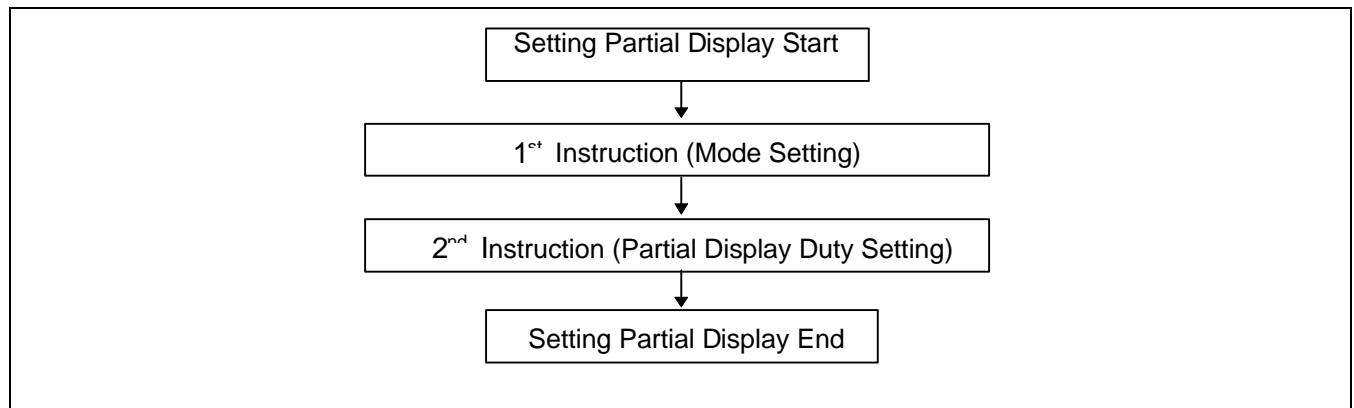 Setting Partial Display Start
1st Instruction (Mode Setting)
2nd Instruction (Partial Display Duty Setting)
Setting Partial Display End